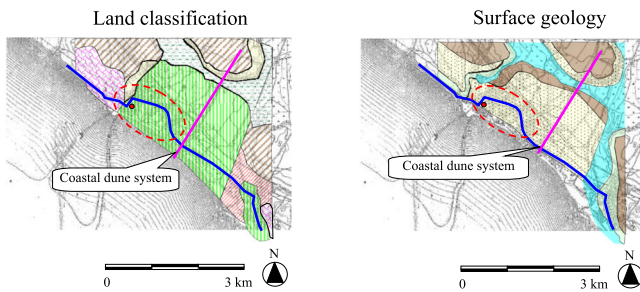 Land classification
Coastal dune system
N
0
3 km
Surface geology
Coastal dune system
N
0
3 km